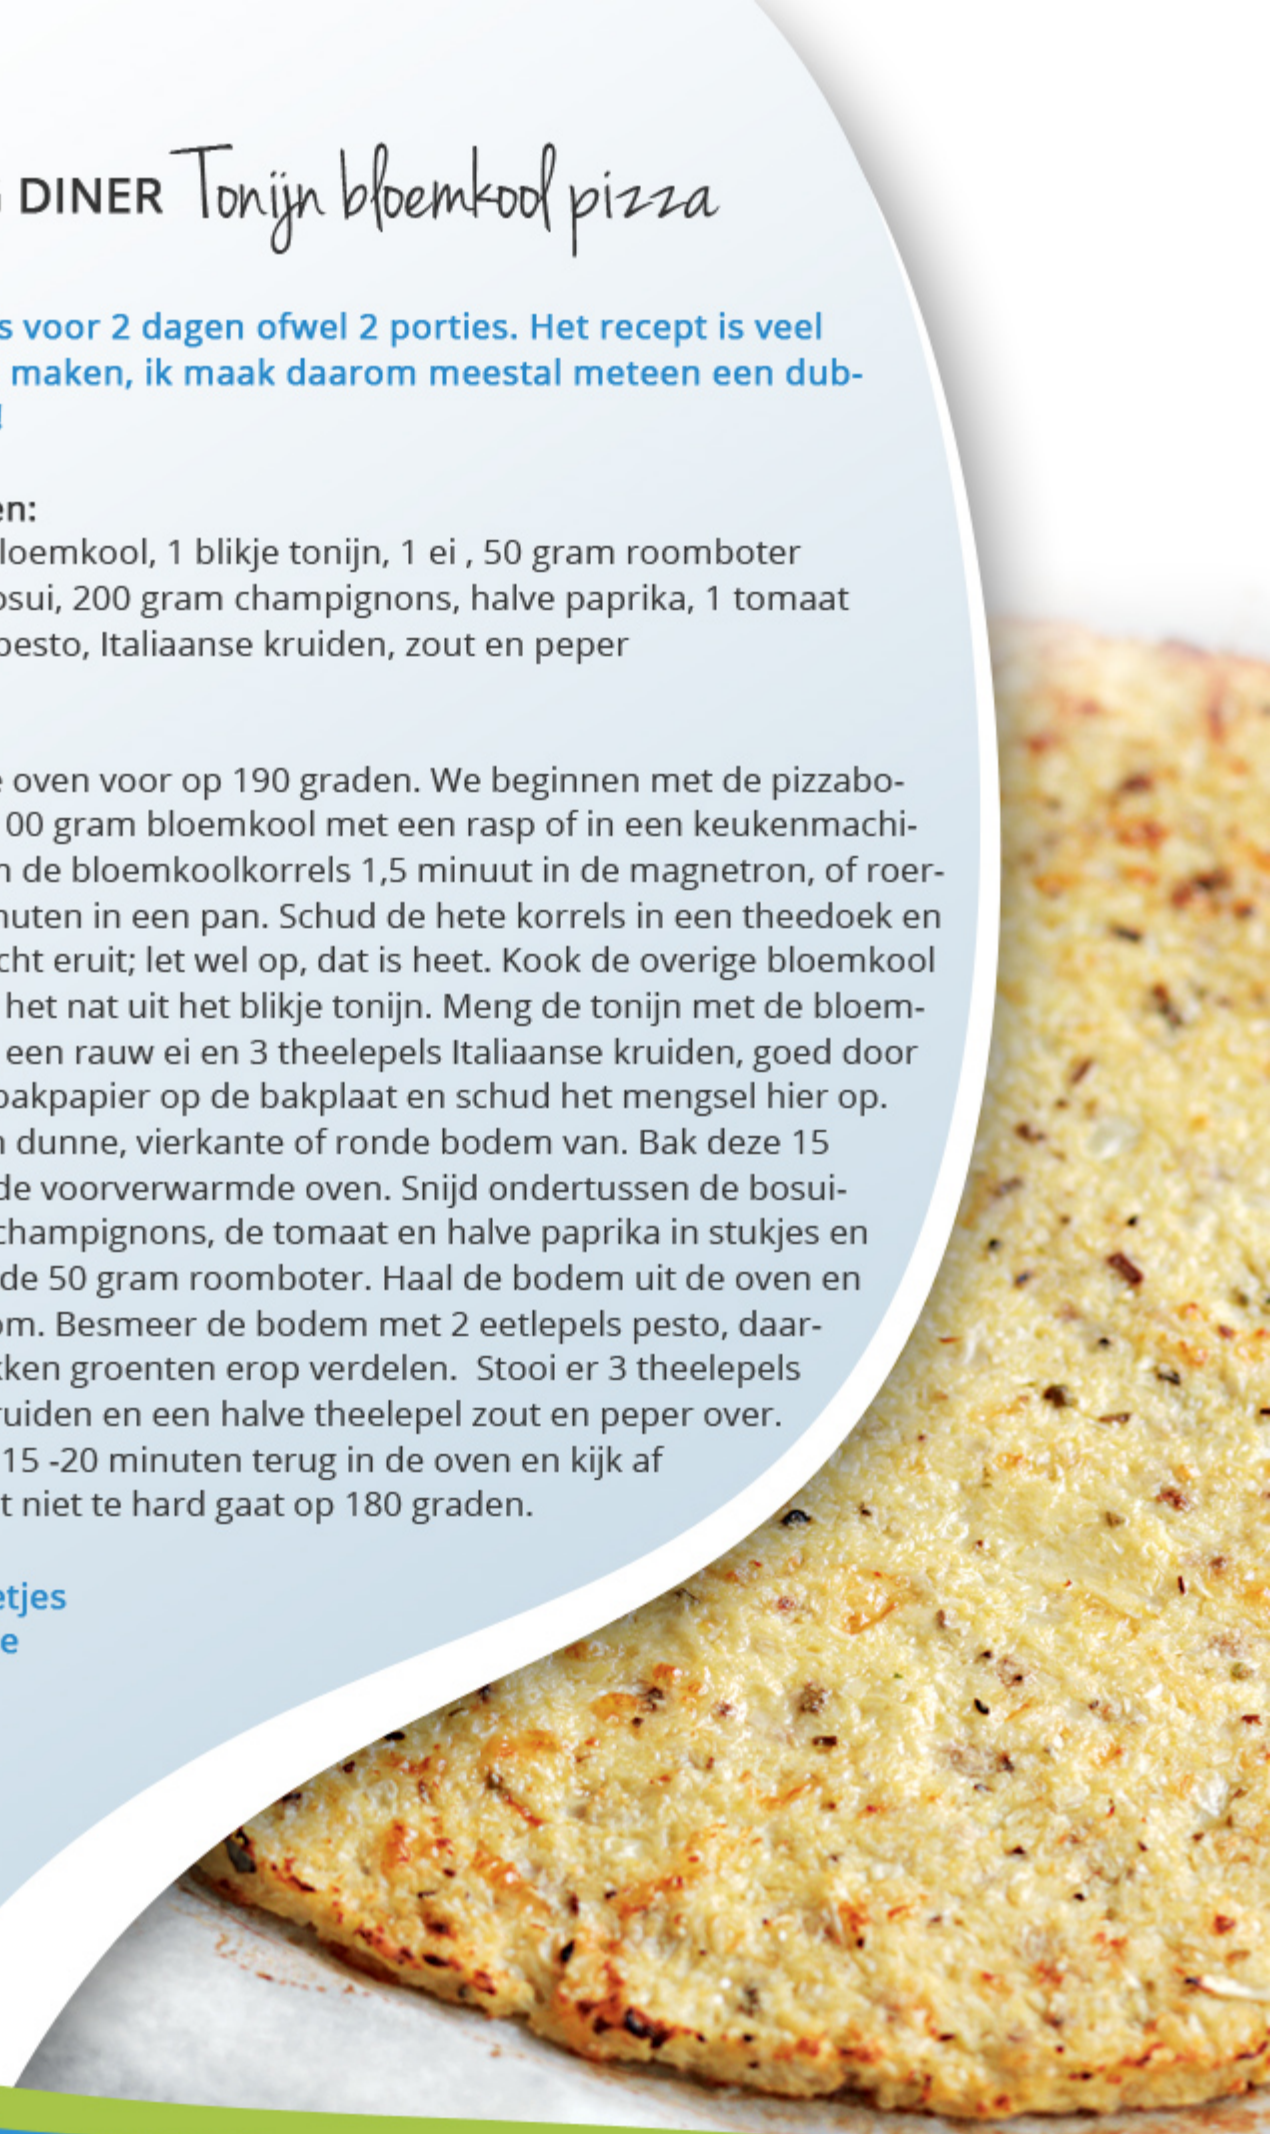 DINER Tonijn bloemkool pizza
voor 2 dagen ofwel 2 porties. Het recept is veel
maken, ik maak daarom meestal meteen een dub-
!
en:
loemkool, 1 blikje tonijn, 1 ei , 50 gram roomboter
osui, 200 gram champignons, halve paprika, 1 tomaat
pesto, Italiaanse kruiden, zout en peper
e oven voor op 190 graden. We beginnen met de pizzabo-
00 gram bloemkool met een rasp of in een keukenmachi-
n de bloemkoolkorrels 1,5 minuut in de magnetron, of roer-
nuten in een pan. Schud de hete korrels in een theedoek en
cht eruit; let wel op, dat is heet. Kook de overige bloemkool
het nat uit het blikje tonijn. Meng de tonijn met de bloem-
een rauw ei en 3 theelepels Italiaanse kruiden, goed door
bakpapier op de bakplaat en schud het mengsel hier op.
n dunne, vierkante of ronde bodem van. Bak deze 15
de voorverwarmde oven. Snijd ondertussen de bosui-
champignons, de tomaat en halve paprika in stukjes en
de 50 gram roomboter. Haal de bodem uit de oven en
om. Besmeer de bodem met 2 eetlepels pesto, daar-
kken groenten erop verdelen. Stooi er 3 theelepels
ruiden en een halve theelepel zout en peper over.
15 -20 minuten terug in de oven en kijk af
t niet te hard gaat op 180 graden.
etjes
e